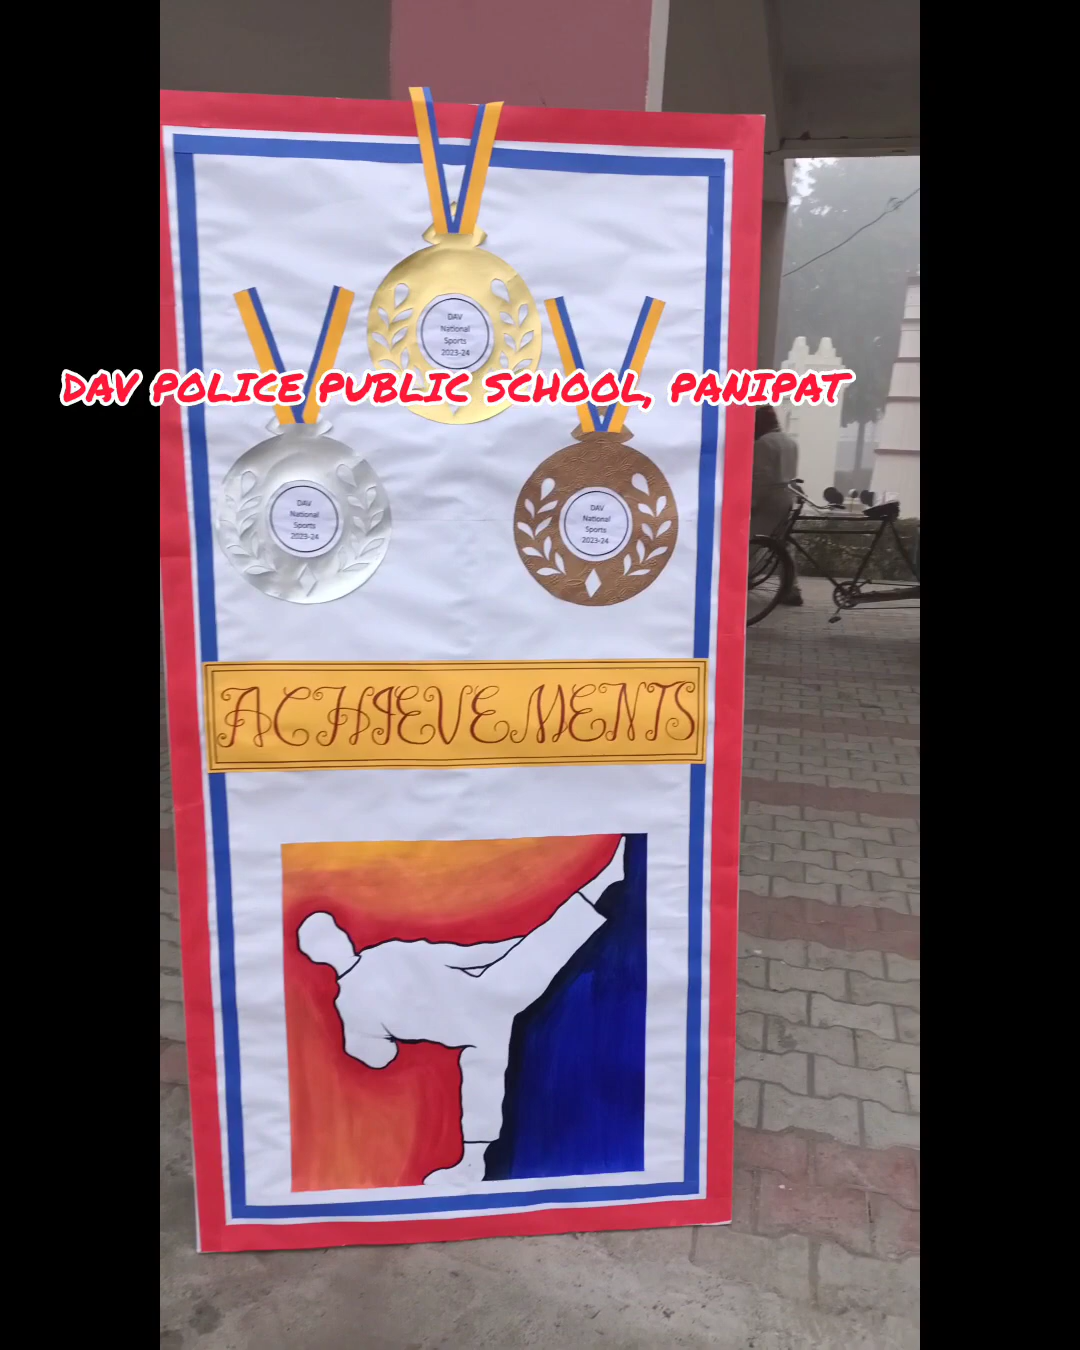 DAV
National
Sports
2023-24
DAV POLICE PUBLIC SCHOOL, PANIPAT
DAV
National
Sports
2023-24
DAV
National
Sports
2023-24
ACHIEVEMENTS